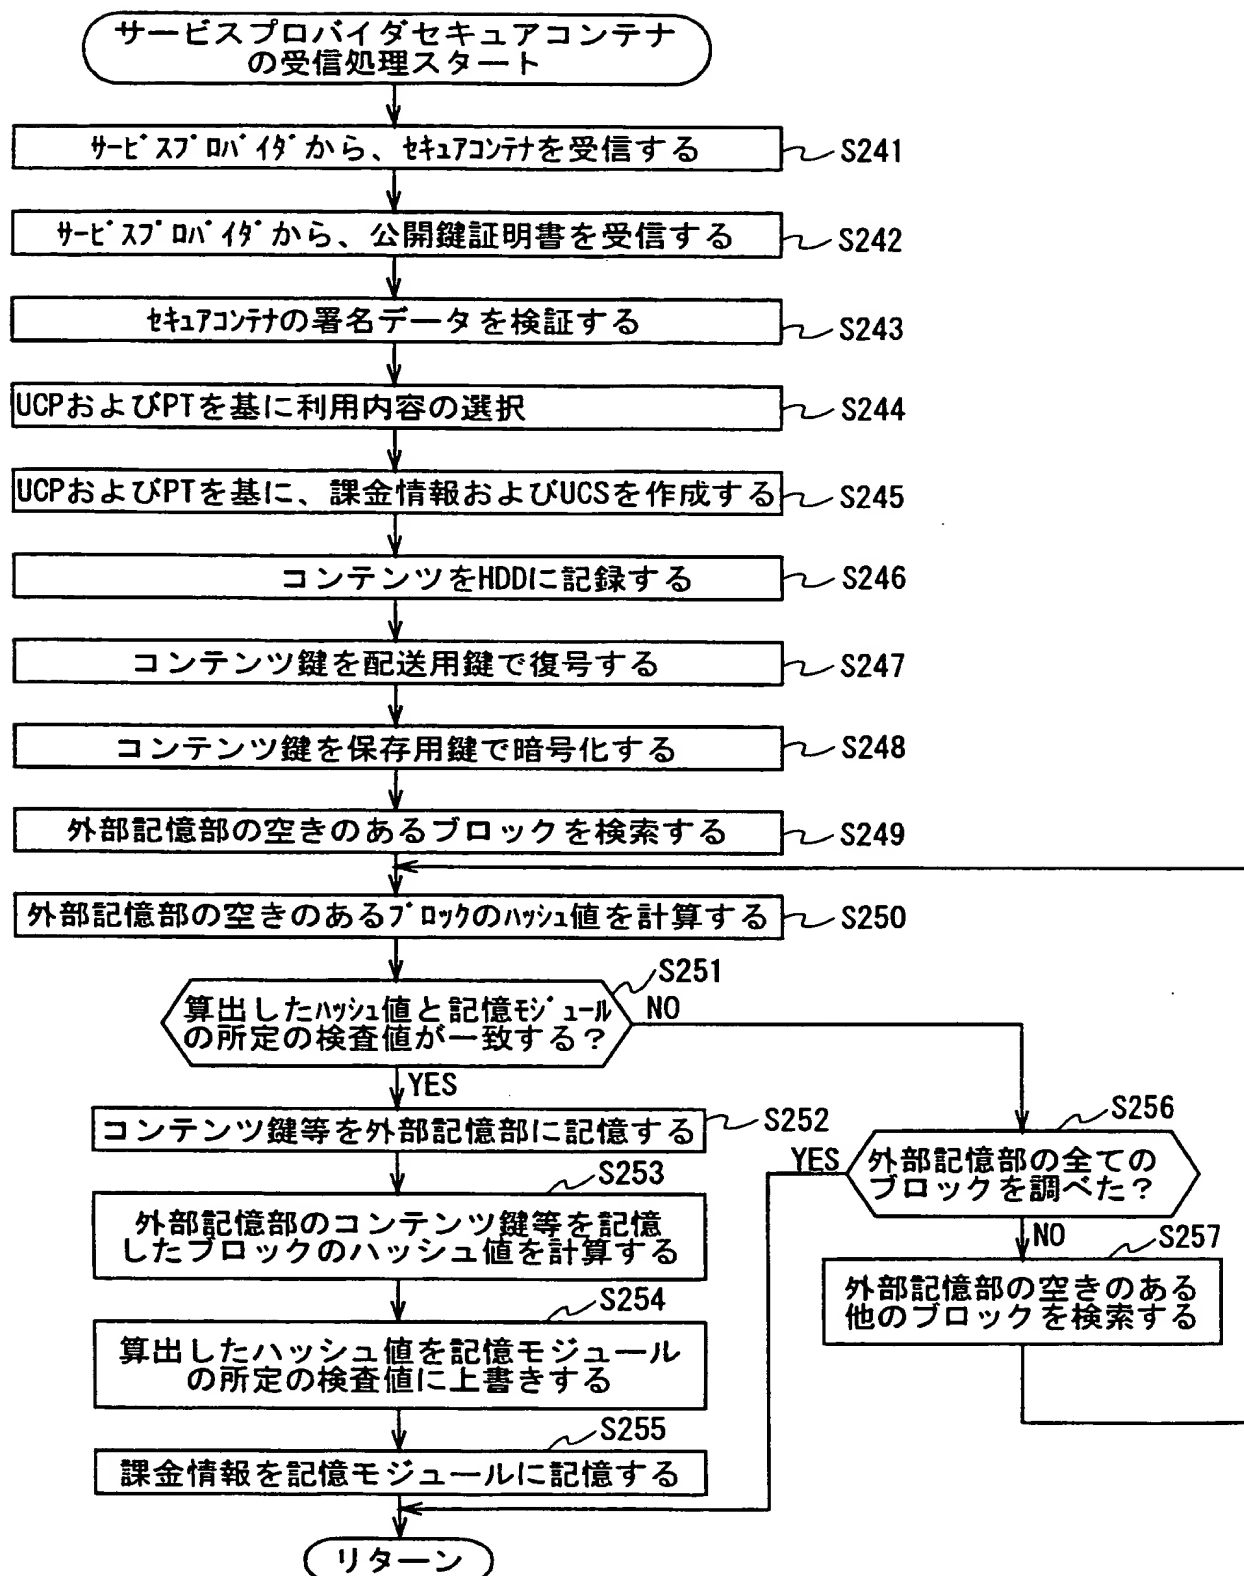 サービスプロバイダセキュアコンテナ
の受信処理スタート
ｻｰﾋﾞｽﾌﾟﾛﾊﾞｲﾀﾞから、ｾｷｭｱｺﾝﾃﾅを受信する
S241
ｻｰﾋﾞｽﾌﾟﾛﾊﾞｲﾀﾞから、公開鍵証明書を受信する
S242
ｾｷｭｱｺﾝﾃﾅの署名データを検証する
S243
UCPおよびPTを基に利用内容の選択
S244
UCPおよびPTを基に、課金情報およびUCSを作成する
S245
コンテンツをHDDに記録する
S246
コンテンツ鍵を配送用鍵で復号する
S247
コンテンツ鍵を保存用鍵で暗号化する
S248
外部記憶部の空きのあるブロックを検索する
S249
外部記憶部の空きのあるﾌﾞﾛｯｸのﾊｯｼｭ値を計算する
S250
S251
算出したﾊｯｼｭ値と記憶ﾓｼﾞｭｰﾙ
の所定の検査値が一致する？
NO
YES
S252
コンテンツ鍵等を外部記憶部に記憶する
S253
外部記憶部のコンテンツ鍵等を記憶
したブロックのハッシュ値を計算する
S254
算出したハッシュ値を記憶モジュール
の所定の検査値に上書きする
S255
課金情報を記憶モジュールに記憶する
S256
YES
外部記憶部の全ての
ブロックを調べた？
NO
S257
外部記憶部の空きのある
他のブロックを検索する
リターン